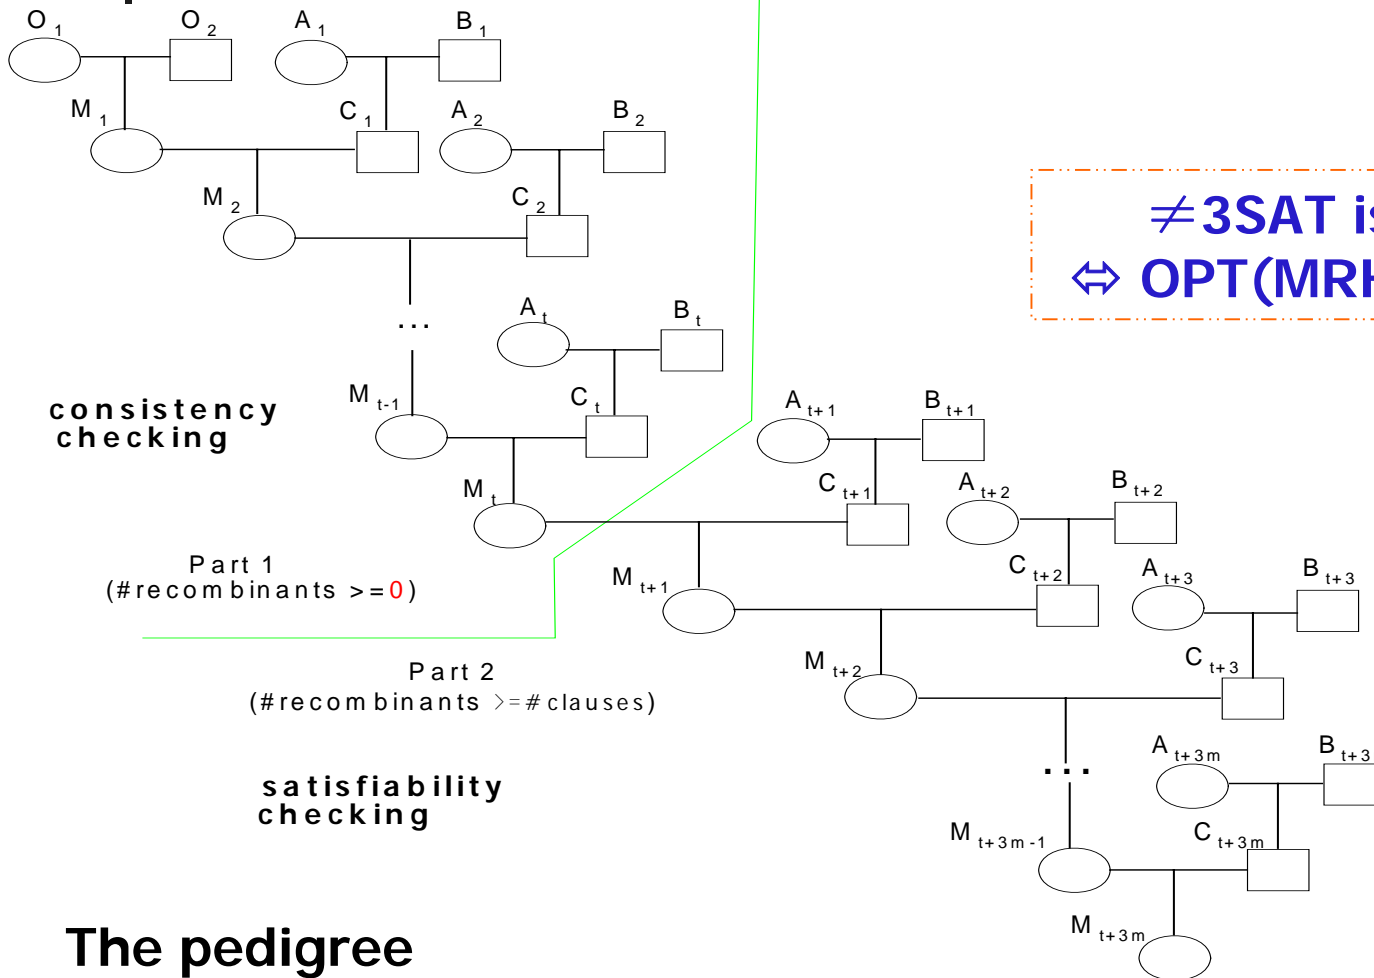 O 1 O 2 A 1 B 1
M 1 C 1 A 2 B 2
M 2 C 2
≠3SAT is
⇔ OPT(MRH
A t B t
...
M t-1 C t
consistency
checking
A t+1 B t+1
M t C t+1 A t+2 B t+2
Part 1
(#recombinants >=0)
M t+1 C t+2 A t+3 B t+3
Part 2
(#recombinants >=#clauses)
M t+2 C t+3
satisfiability
checking
...
A t+3m B t+3
M t+3m-1 C t+3m
M t+3m
The pedigree